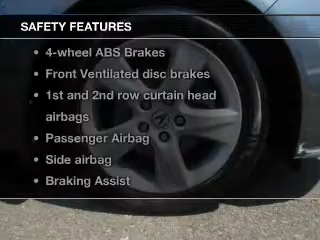 SAFETY FEATURES
• 4-wheel ABS Brakes
• Front Ventilated disc brakes
• 1st and 2nd row curtain head
airbags
• Passenger Airbag
• Side airbag
• Braking Assist